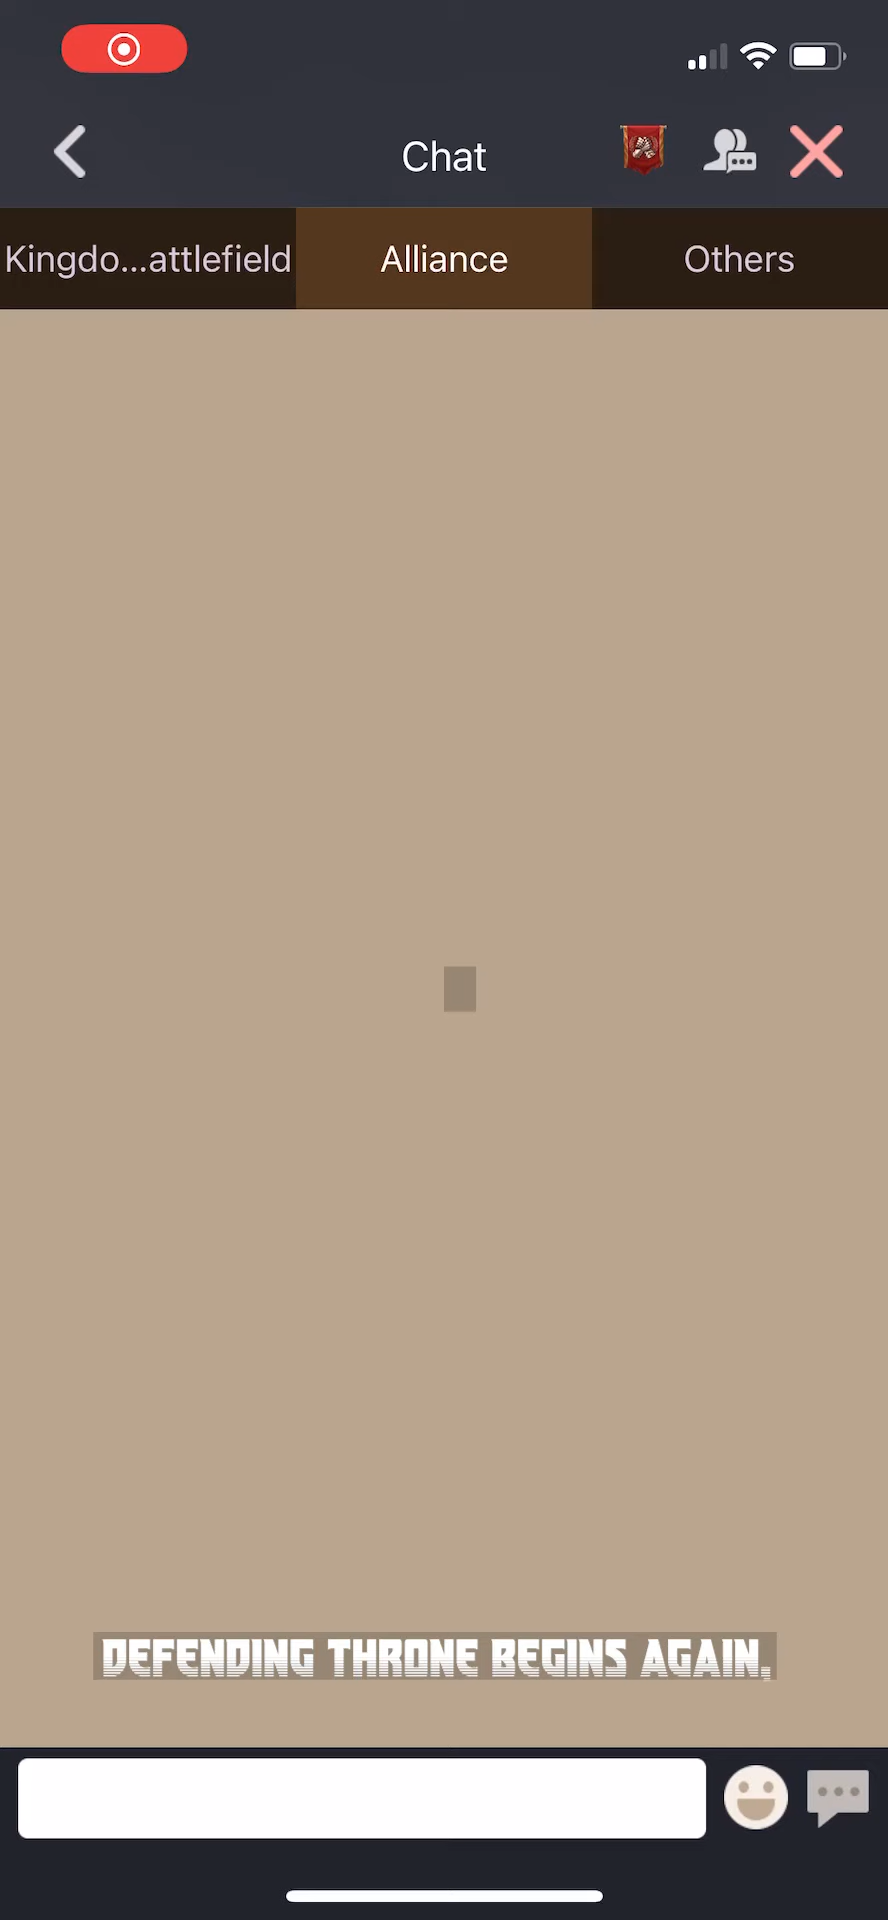 Chat
Kingdo...attlefield
Alliance
Others
DEFENDING THRONE BEGINS AGAIN,